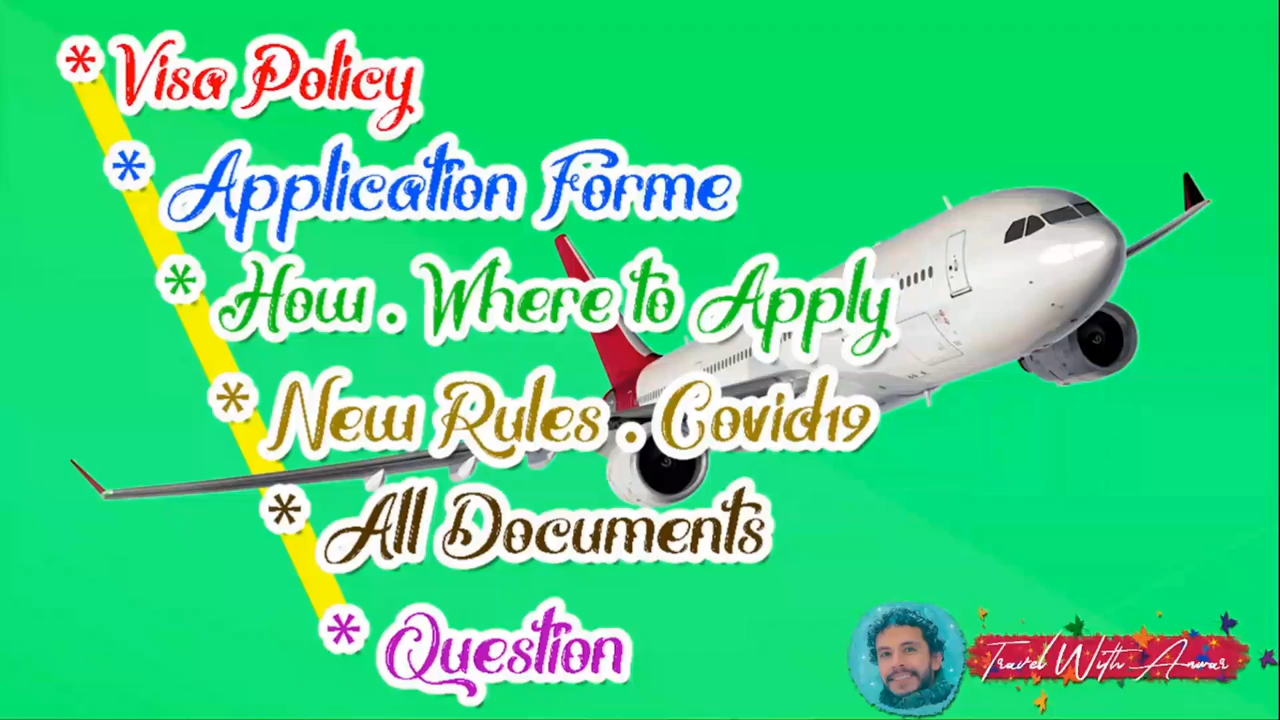 * Visa Policy
* Application Forme
* How . Where to Apply
* New Rules . Covid19
* All Documents
* Question
Travel With Anwar